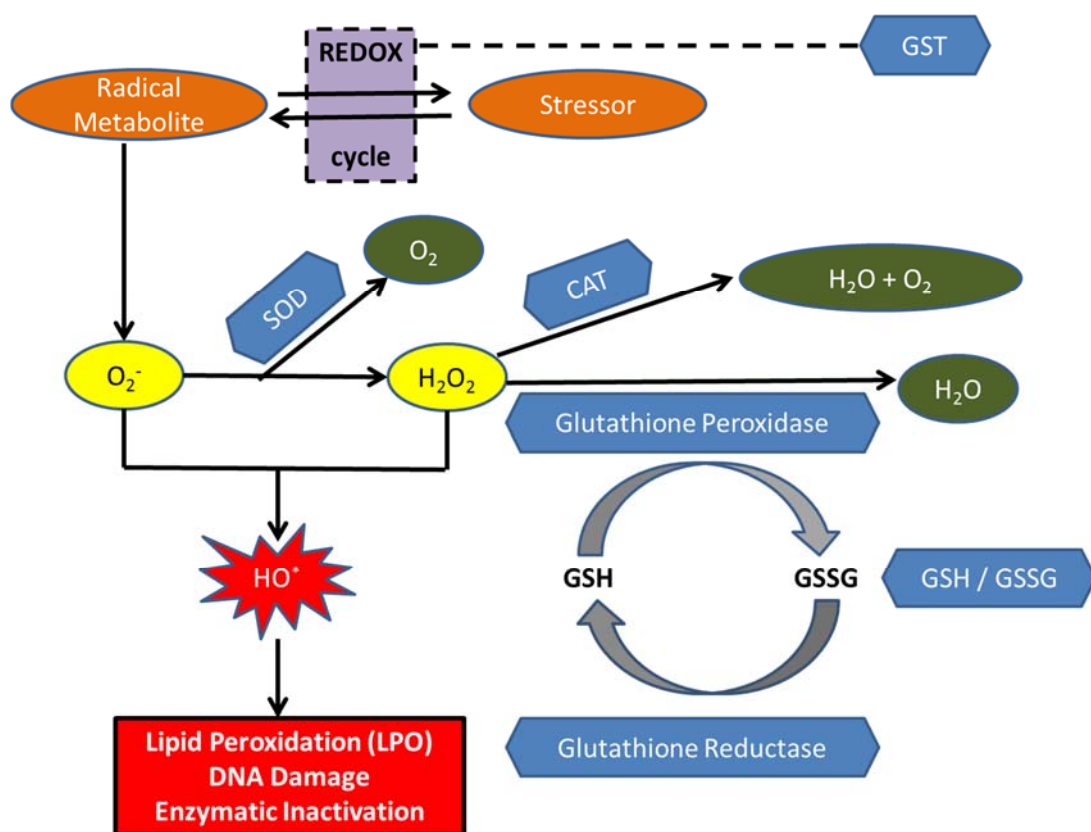 REDOX
cycle
GST
Radical
Metabolite
Stressor
SOD
O₂
CAT
H₂O + O₂
O₂⁻
H₂O₂
H₂O
Glutathione Peroxidase
HO*
GSH
GSSG
GSH / GSSG
Lipid Peroxidation (LPO)
DNA Damage
Enzymatic Inactivation
Glutathione Reductase